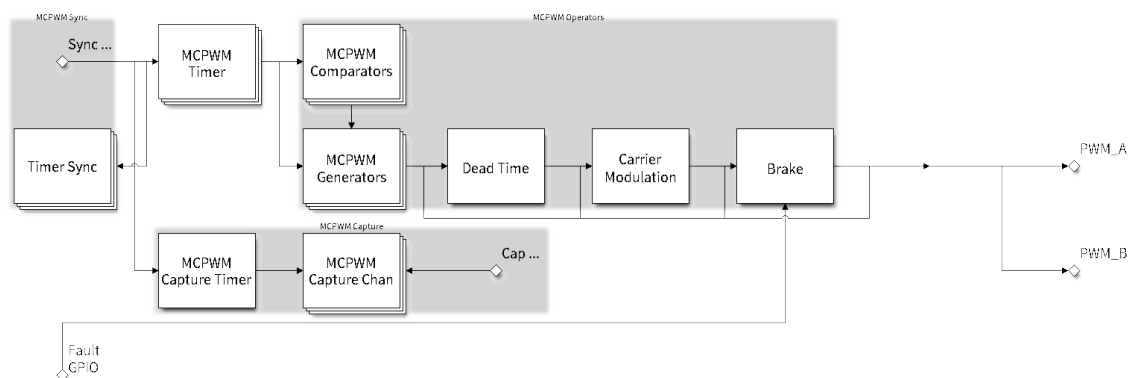 MCPWM Sync
MCPWM Operators
Sync ...
MCPWM
Timer
MCPWM
Comparators
Timer Sync
MCPWM
Generators
Dead Time
Carrier
Modulation
Brake
PWM_A
MCPWM Capture
MCPWM
Capture Timer
MCPWM
Capture Chan
Cap ...
PWM_B
Fault
GPIO